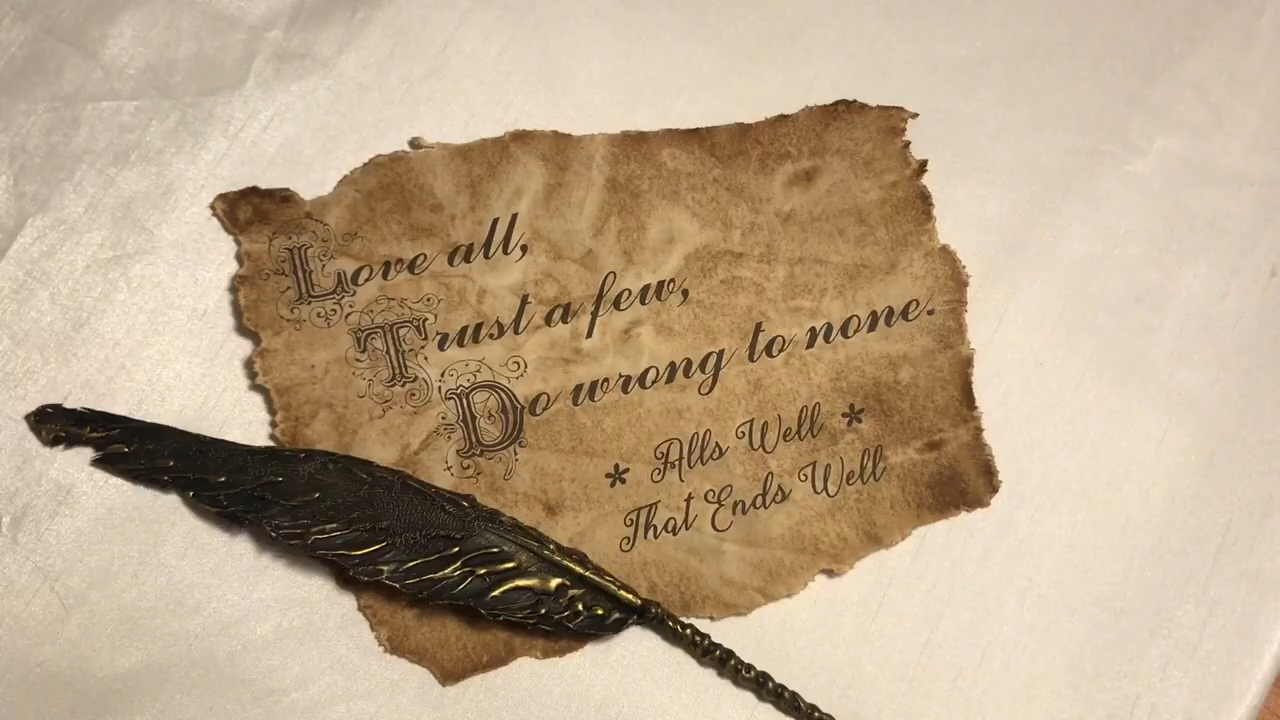 Love all,
Trust a few,
Do wrong to none.
* Alls Well *
That Ends Well